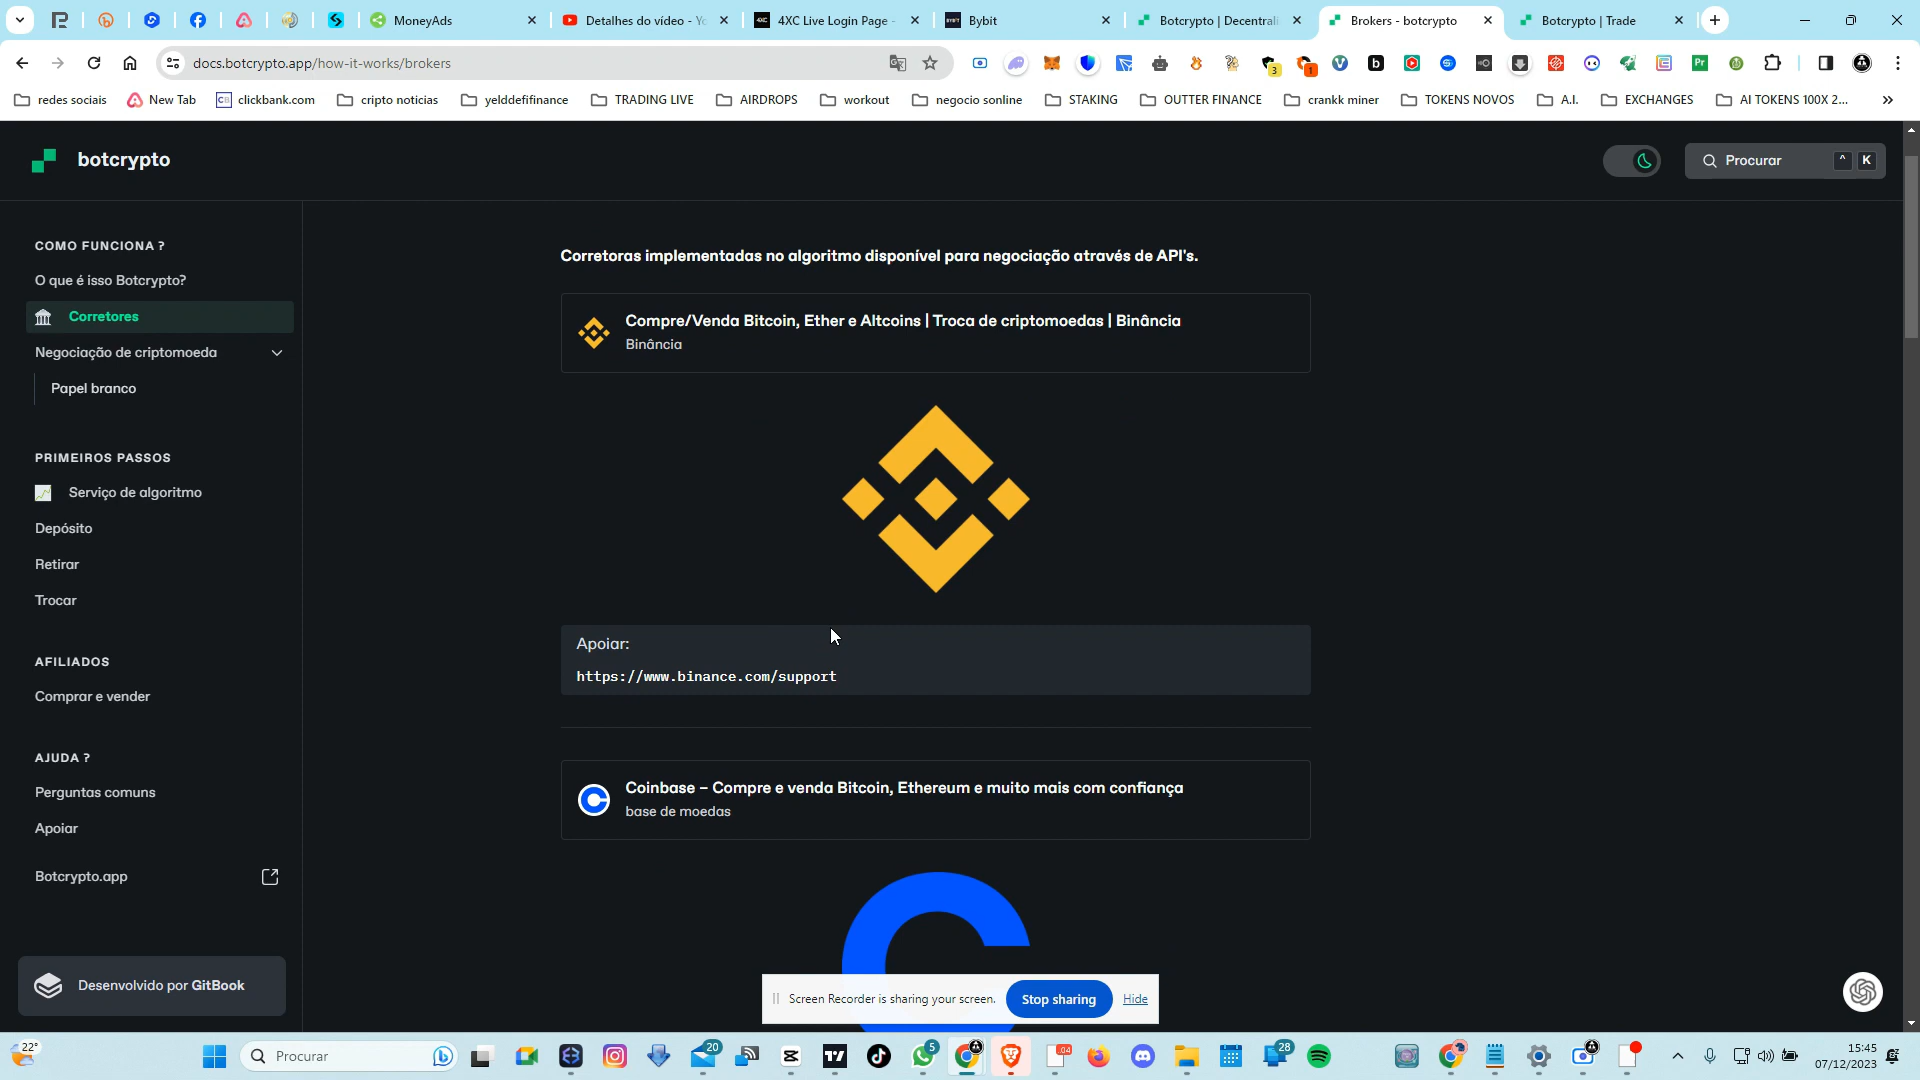 MoneyAds
Detalhes do vídeo - Yo
4XC Live Login Page -
Bybit
Botcrypto | Decentrali
Brokers - botcrypto
Botcrypto | Trade
docs.botcrypto.app/how-it-works/brokers
redes sociais
New Tab
clickbank.com
cripto noticias
yelddefifinance
TRADING LIVE
AIRDROPS
workout
negocio sonline
STAKING
OUTTER FINANCE
crankk miner
TOKENS NOVOS
A.I.
EXCHANGES
AI TOKENS 100X 2...
botcrypto
Procurar
^ K
COMO FUNCIONA ?
O que é isso Botcrypto?
Corretores
Negociação de criptomoeda
Papel branco
PRIMEIROS PASSOS
Serviço de algoritmo
Depósito
Retirar
Trocar
AFILIADOS
Comprar e vender
AJUDA ?
Perguntas comuns
Apoiar
Botcrypto.app
Desenvolvido por GitBook
Corretoras implementadas no algoritmo disponível para negociação através de API's.
Compre/Venda Bitcoin, Ether e Altcoins | Troca de criptomoedas | Binância
Binância
Apoiar:
https://www.binance.com/support
Coinbase – Compre e venda Bitcoin, Ethereum e muito mais com confiança
base de moedas
Screen Recorder is sharing your screen.
Stop sharing
Hide
22°
Procurar
20
5
28
15:45
07/12/2023